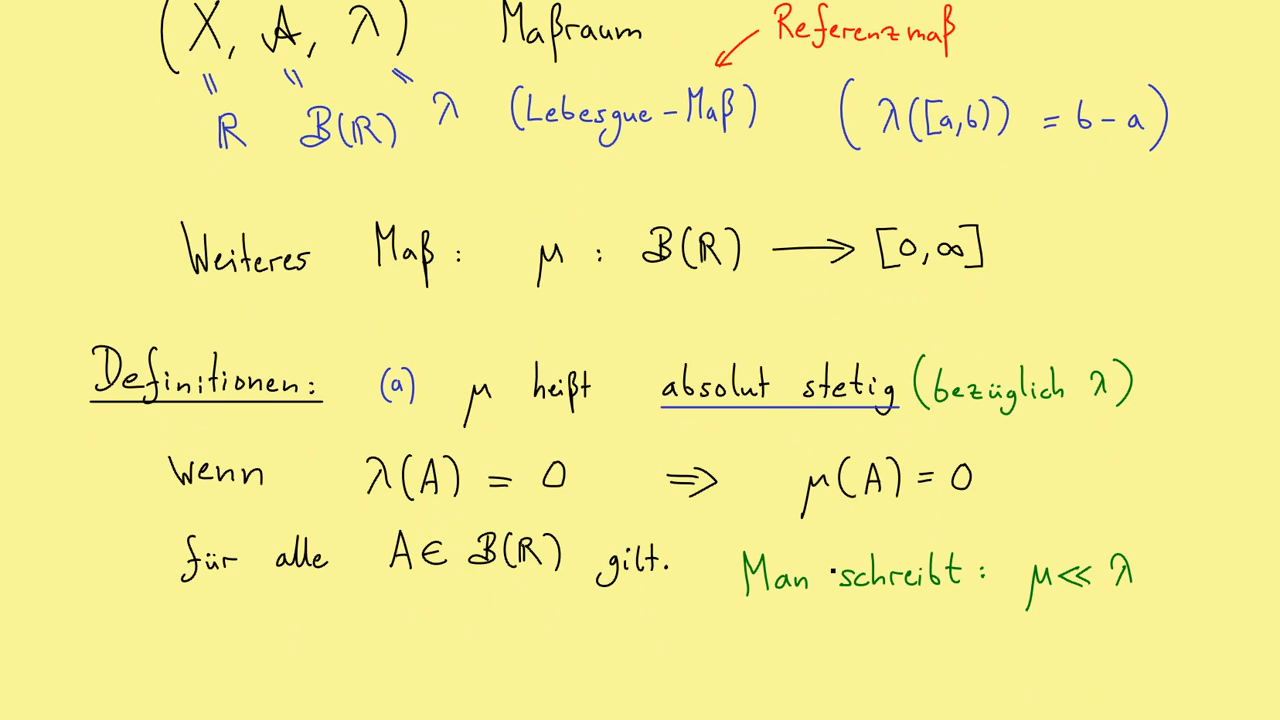 (X, A, λ) Maßraum Referenzmaß
= = =
ℝ B(ℝ) λ (Lebesgue-Maß) (λ([a,b)) = b - a)
Weiteres Maß: μ : B(ℝ) ⟶ [0,∞]
Definitionen: (a) μ heißt absolut stetig (bezüglich λ)
wenn λ(A) = 0 ⇒ μ(A) = 0
für alle A ∈ B(ℝ) gilt.
Man schreibt: μ ≪ λ